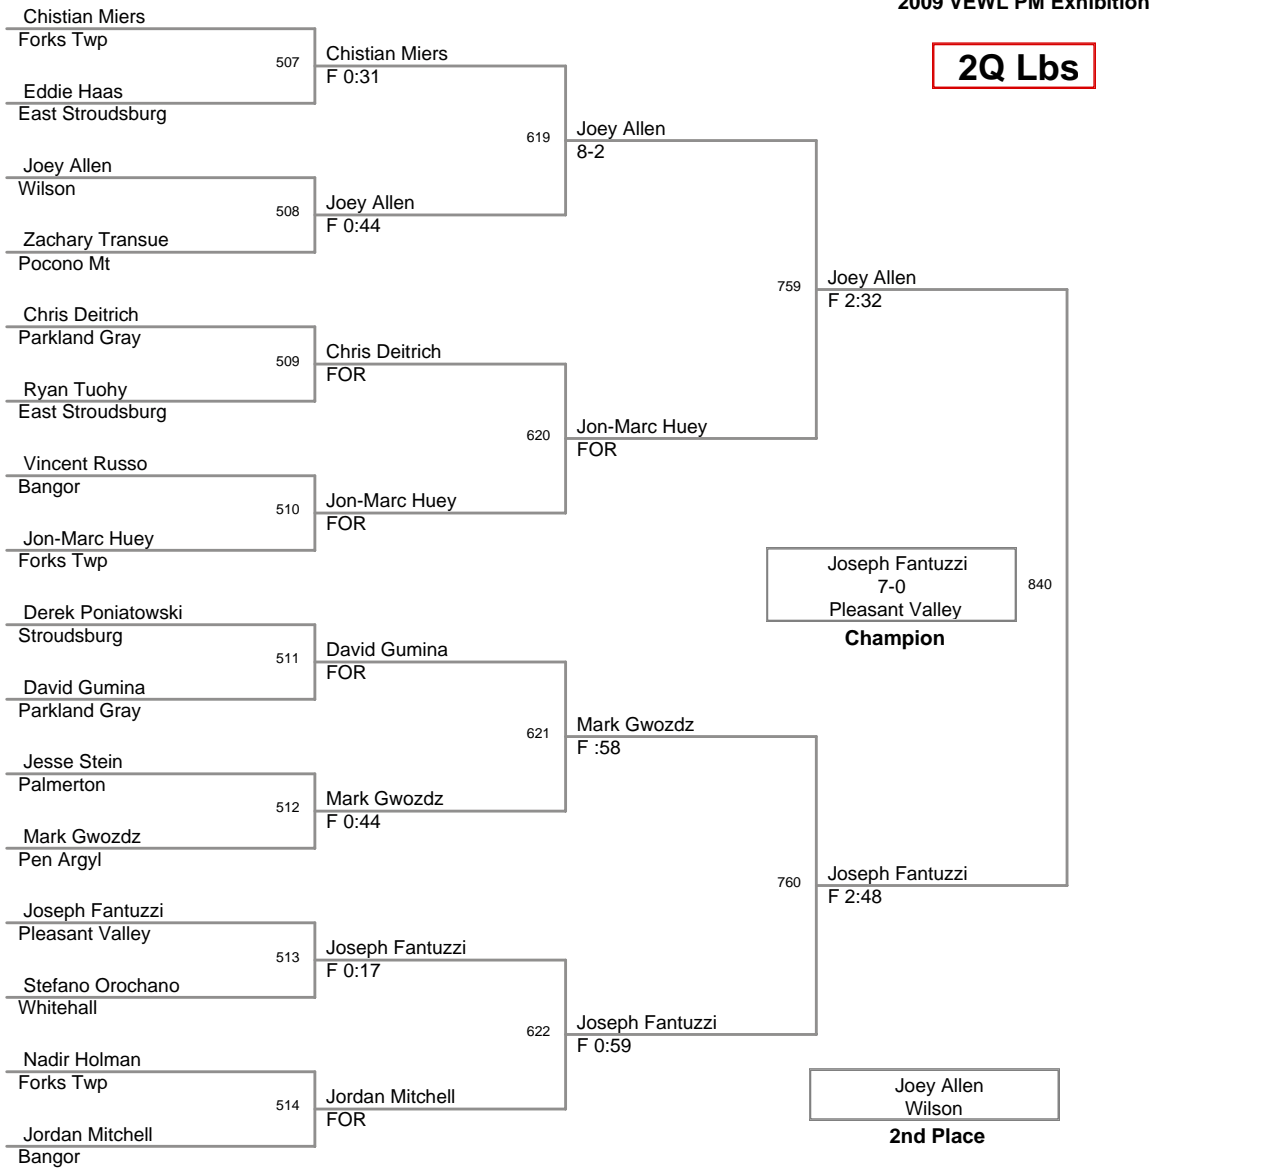 2009 VEWL PM Exhibition
2Q Lbs
Chistian Miers
Forks Twp
507
Eddie Haas
East Stroudsburg
Joey Allen
Wilson
508
Zachary Transue
Pocono Mt
Chris Deitrich
Parkland Gray
509
Ryan Tuohy
East Stroudsburg
Vincent Russo
Bangor
510
Jon-Marc Huey
Forks Twp
Derek Poniatowski
Stroudsburg
511
David Gumina
Parkland Gray
Jesse Stein
Palmerton
512
Mark Gwozdz
Pen Argyl
Joseph Fantuzzi
Pleasant Valley
513
Stefano Orochano
Whitehall
Nadir Holman
Forks Twp
514
Jordan Mitchell
Bangor
Chistian Miers
F 0:31
619
Joey Allen
F 0:44
Chris Deitrich
FOR
620
Jon-Marc Huey
FOR
David Gumina
FOR
621
Mark Gwozdz
F 0:44
Joseph Fantuzzi
F 0:17
622
Jordan Mitchell
FOR
Joey Allen
8-2
759
Jon-Marc Huey
FOR
Mark Gwozdz
F :58
760
Joseph Fantuzzi
F 0:59
Joey Allen
F 2:32
840
Joseph Fantuzzi
F 2:48
Joseph Fantuzzi
7-0
Pleasant Valley
Champion
Joey Allen
Wilson
2nd Place